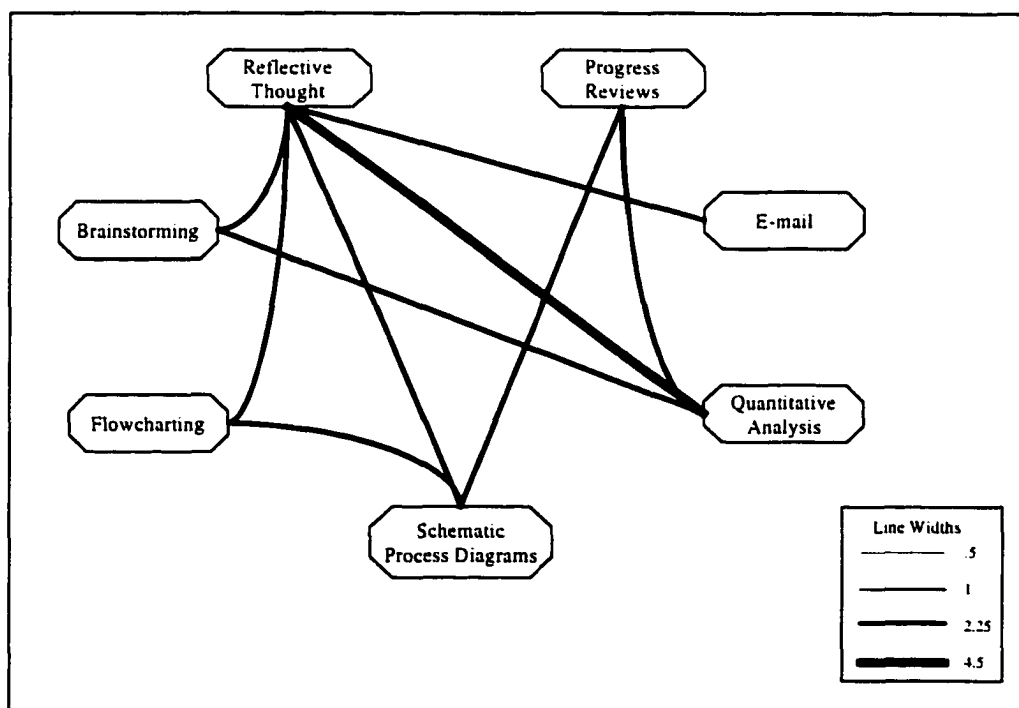 Reflective
Thought
Progress
Reviews
Brainstorming
E-mail
Flowcharting
Quantitative
Analysis
Schematic
Process Diagrams
Line Widths
.5
1
2.25
4.5